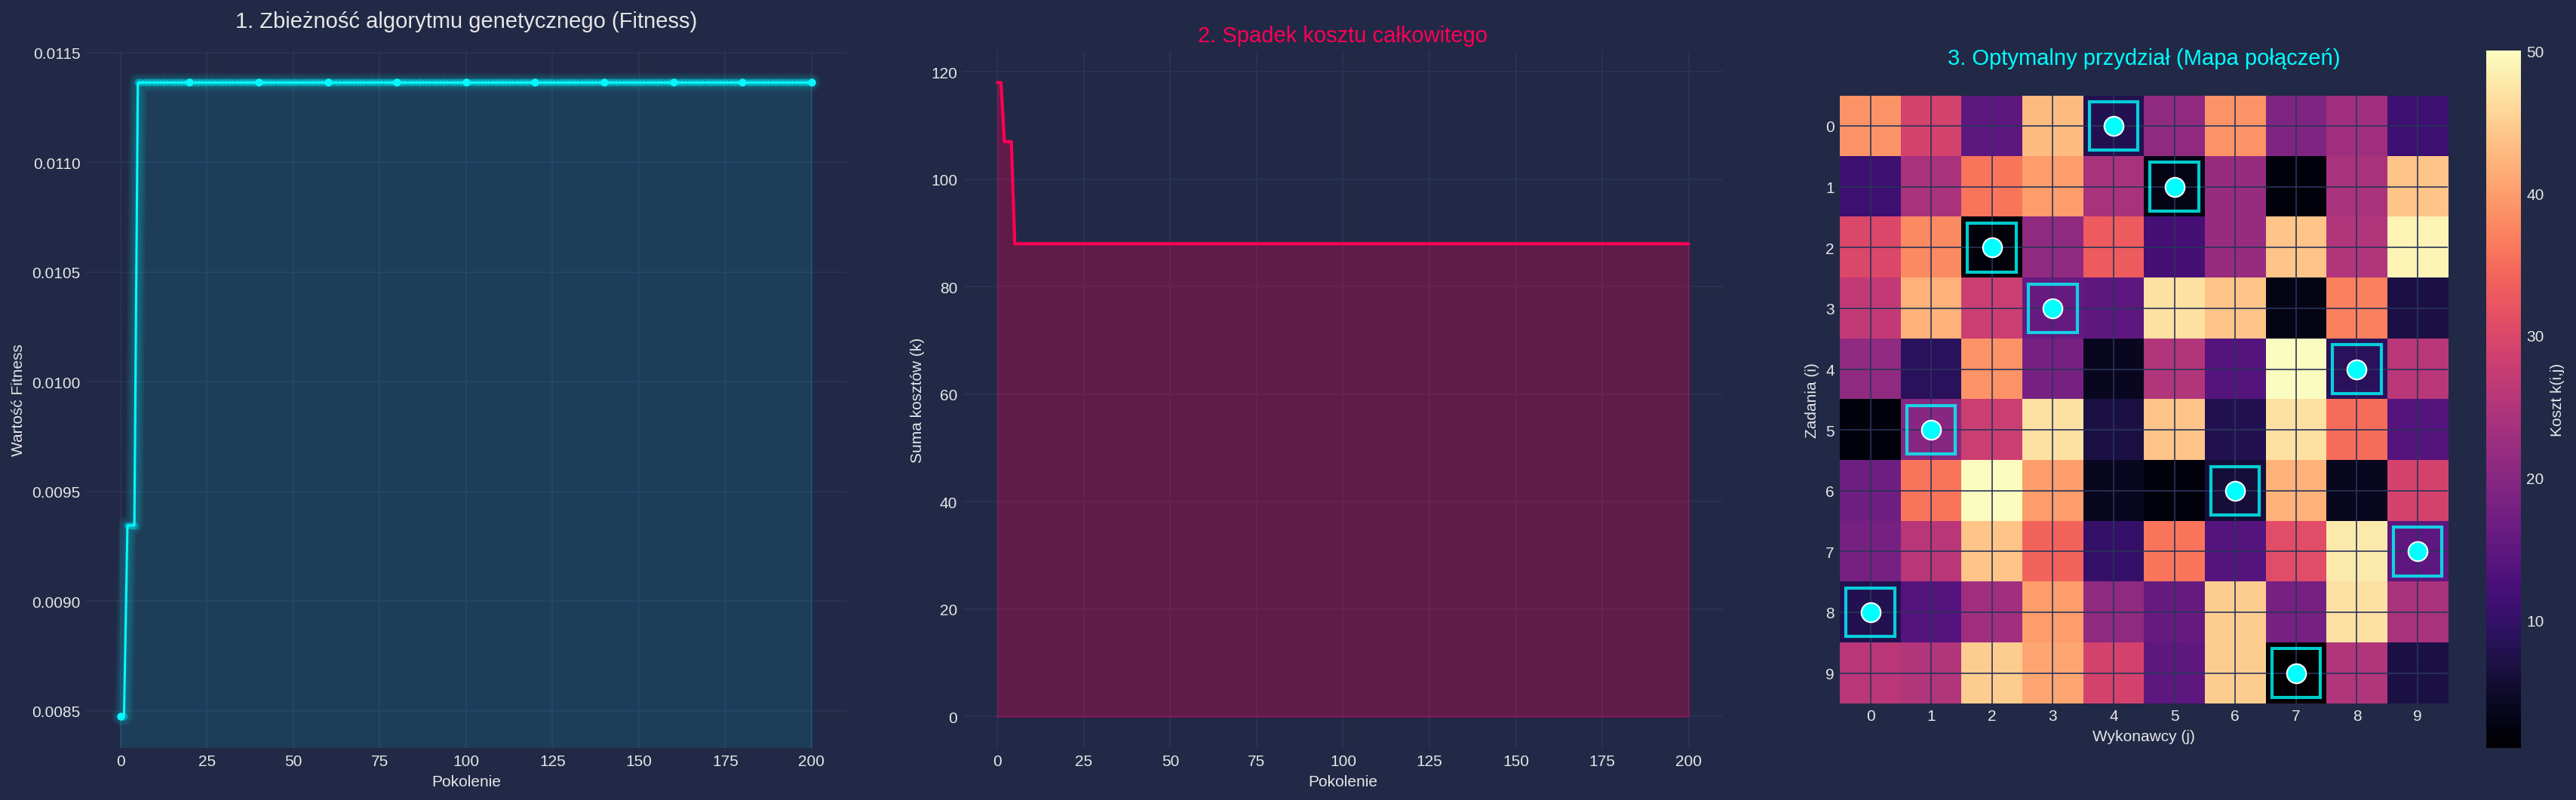 1. Zbieżność algorytmu genetycznego (Fitness)
0.0115
0.0110
0.0105
0.0100
0.0095
0.0090
0.0085
Wartość Fitness
0 25 50 75 100 125 150 175 200
Pokolenie
2. Spadek kosztu całkowitego
120
100
80
60
40
20
0
Suma kosztów (k)
0 25 50 75 100 125 150 175 200
Pokolenie
3. Optymalny przydział (Mapa połączeń)
0
1
2
3
4
5
6
7
8
9
Zadania (i)
0 1 2 3 4 5 6 7 8 9
Wykonawcy (j)
50
40
30
20
10
Koszt k(i,j)